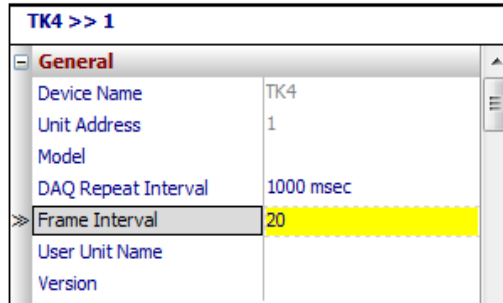 TK4 >> 1
General
Device Name TK4
Unit Address 1
Model
DAQ Repeat Interval 1000 msec
Frame Interval 20
User Unit Name
Version